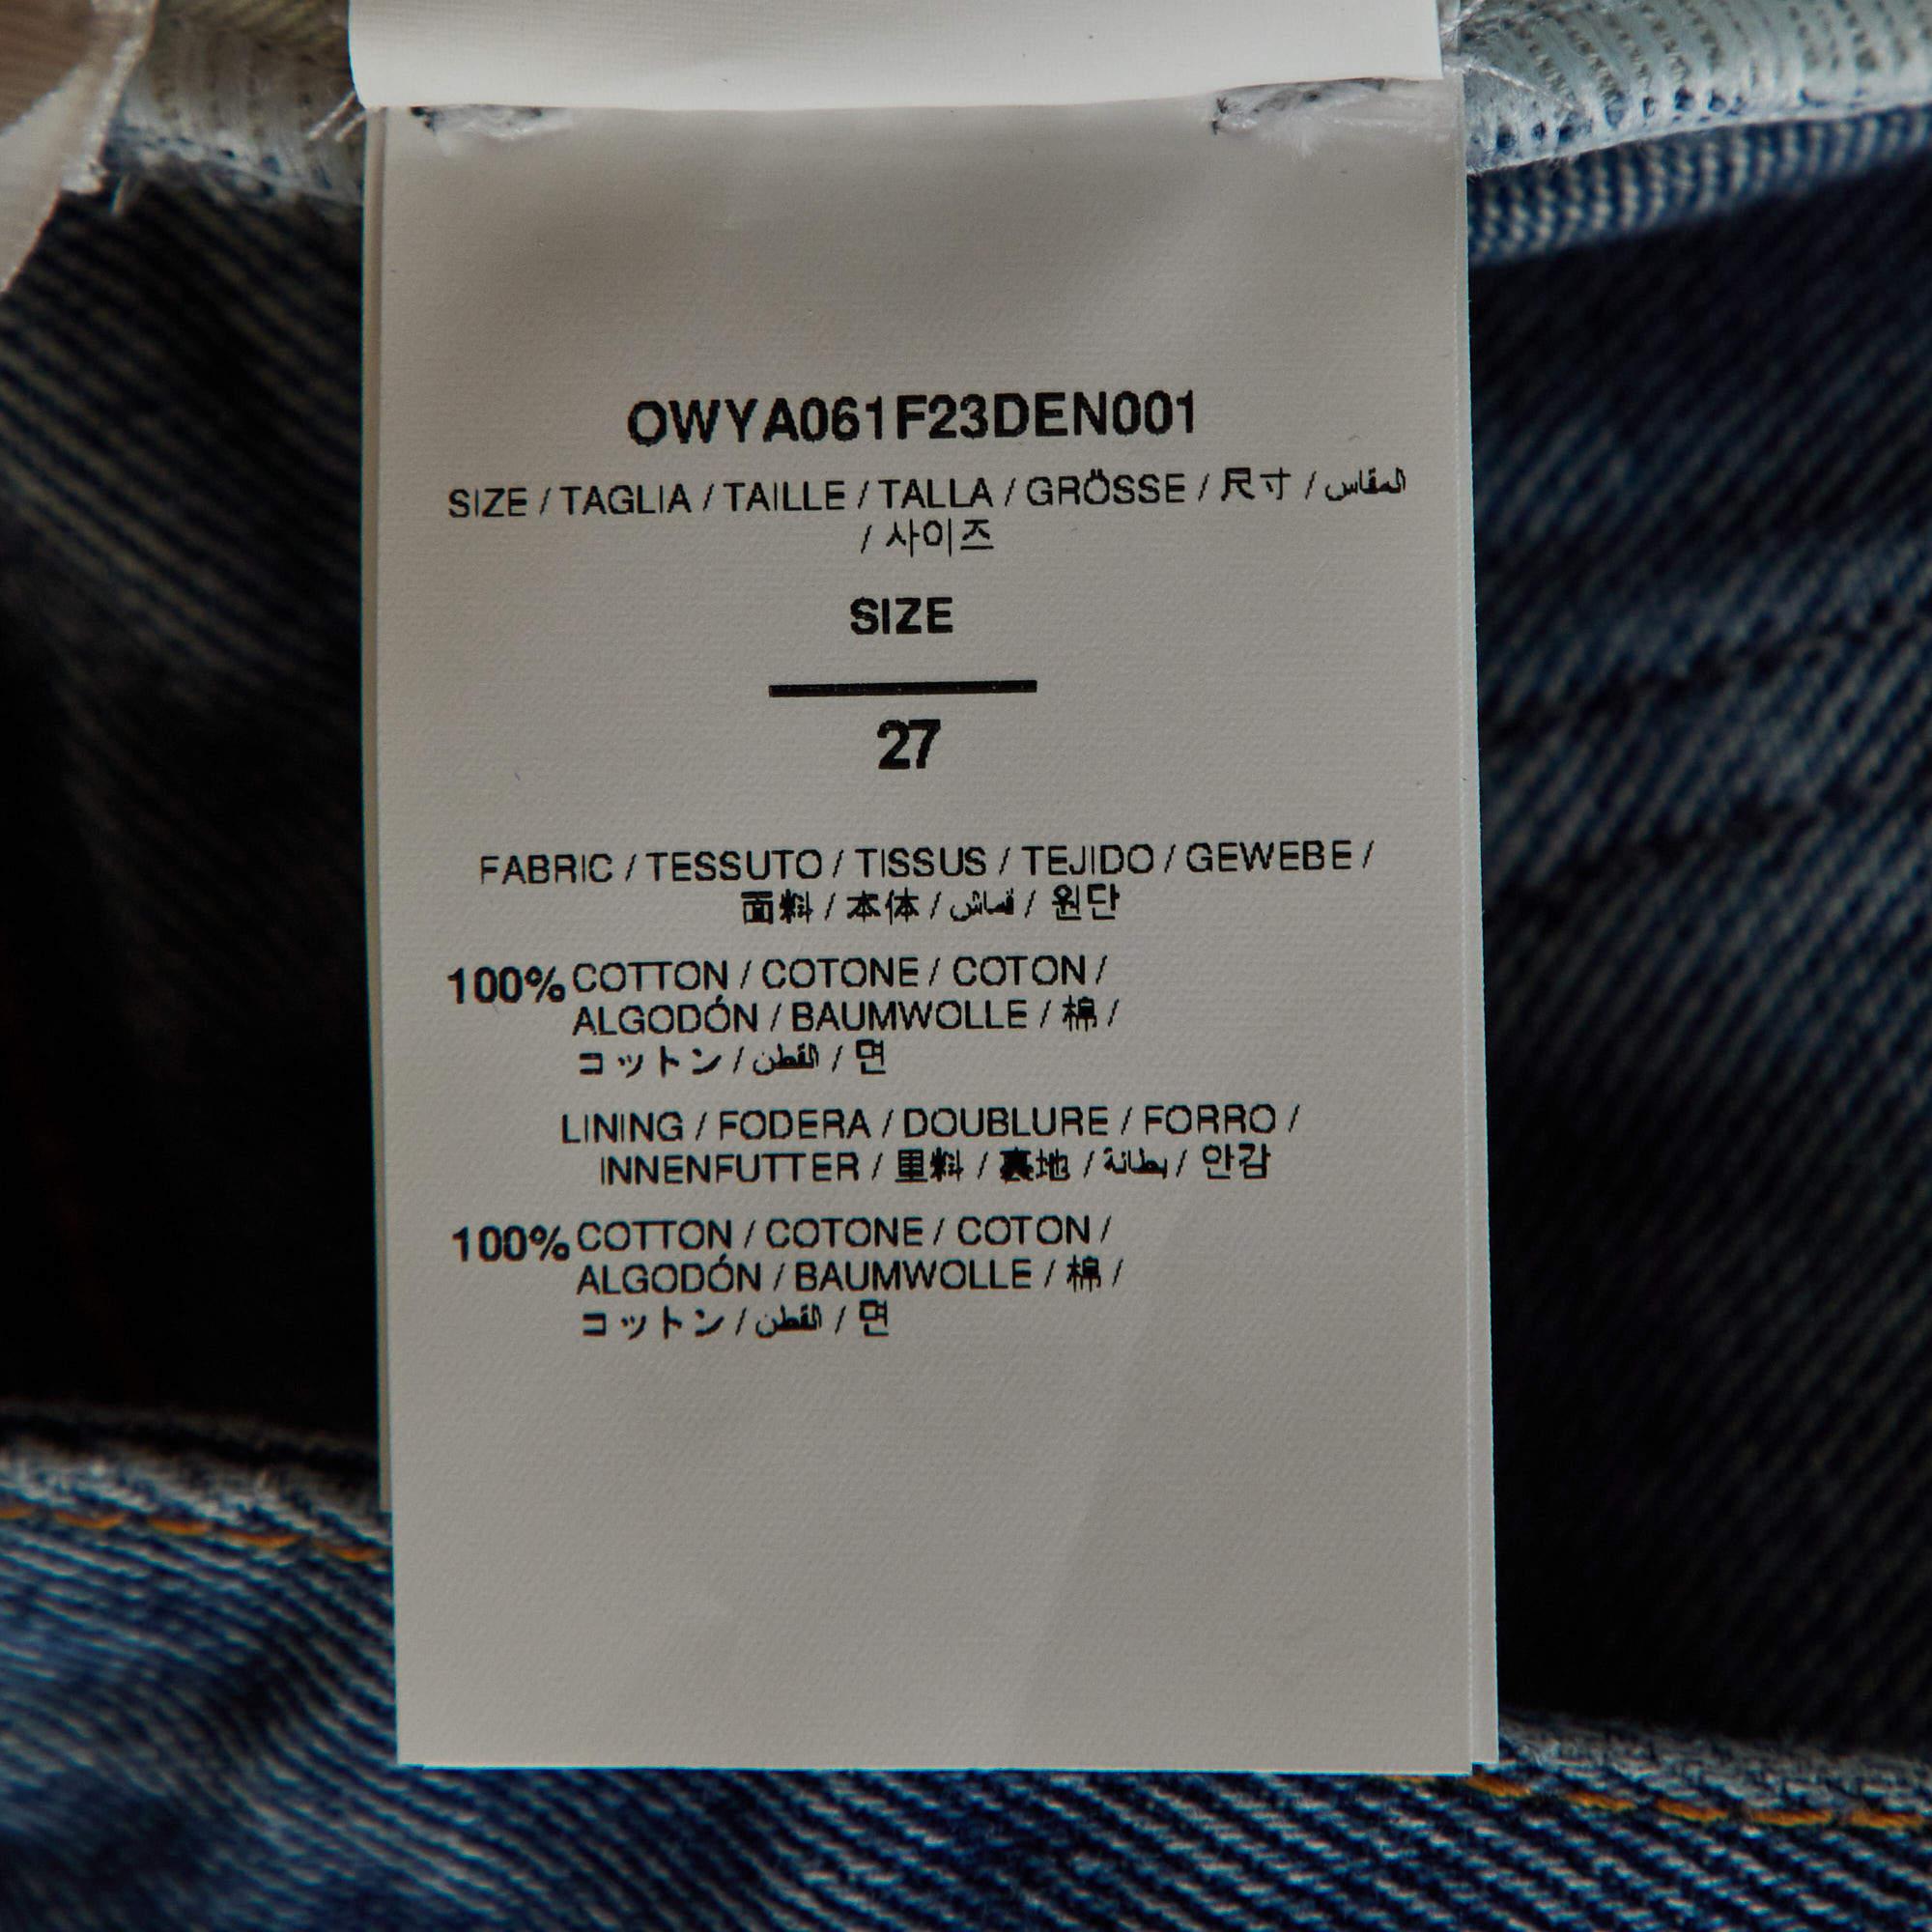 OWYA061F23DEN001
SIZE / TAGLIA / TAILLE / TALLA / GRÖSSE / 尺寸 / المقاس
/ 사이즈
SIZE
27
FABRIC / TESSUTO / TISSUS / TEJIDO / GEWEBE /
面料 / 本体 / قماش / 원단
100% COTTON / COTONE / COTON /
ALGODÓN / BAUMWOLLE / 棉 /
コットン / القطن / 면
LINING / FODERA / DOUBLURE / FORRO /
INNENFUTTER / 里料 / 裏地 / بطانة / 안감
100% COTTON / COTONE / COTON /
ALGODÓN / BAUMWOLLE / 棉 /
コットン / القطن / 면